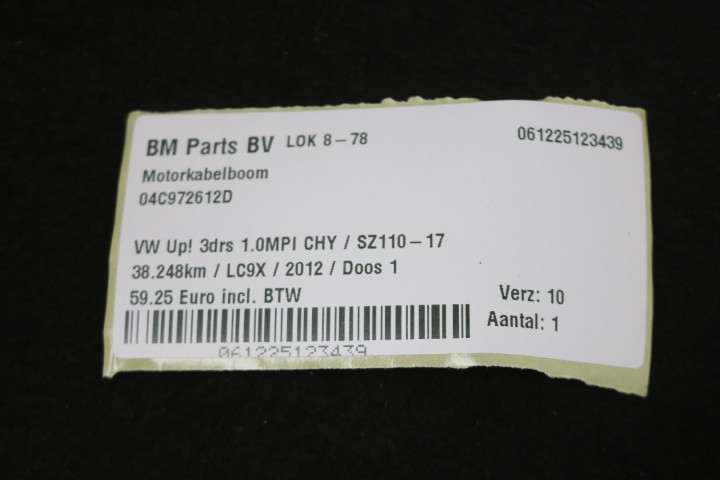 BM Parts BV LOK 8-78 061225123439
Motorkabelboom
04C972612D
VW Up! 3drs 1.0MPI CHY / SZ110-17
38.248km / LC9X / 2012 / Doos 1
59.25 Euro incl. BTW
Verz: 10
Aantal: 1
061225123439